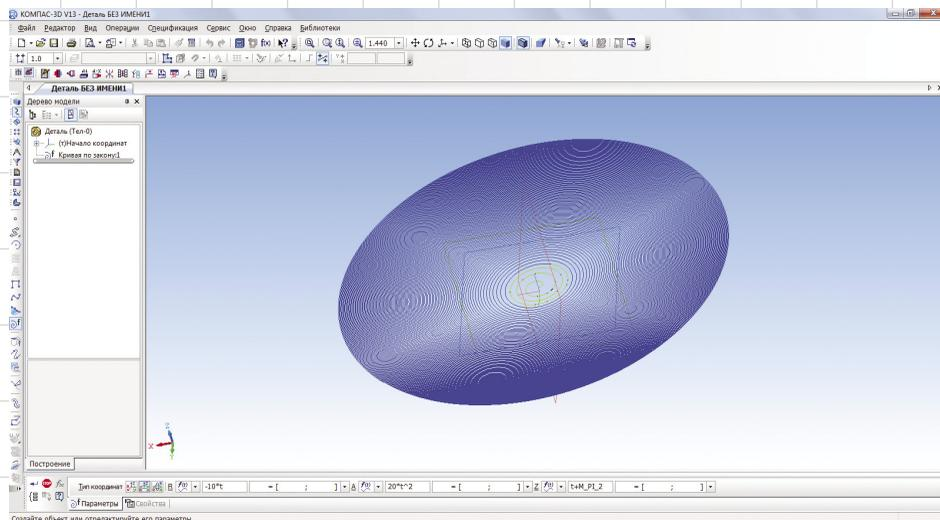 КОМПАС-3D V13 - Деталь БЕЗ ИМЕНИ1
Файл Редактор Вид Операции Спецификация Сервис Окно Справка Библиотеки
f(x) 1.440
1.0
Деталь БЕЗ ИМЕНИ1
Дерево модели
Деталь (Тел-0)
(т)Начало координат
Кривая по закону:1
Z
X
Y
Построение
Тип координат R f() -10*t = [ ; ] A f() 20*t^2 = [ ; ] Z f() t+M_PI_2 = [ ; ]
Параметры Свойства
Создайте объект или отредактируйте его параметры